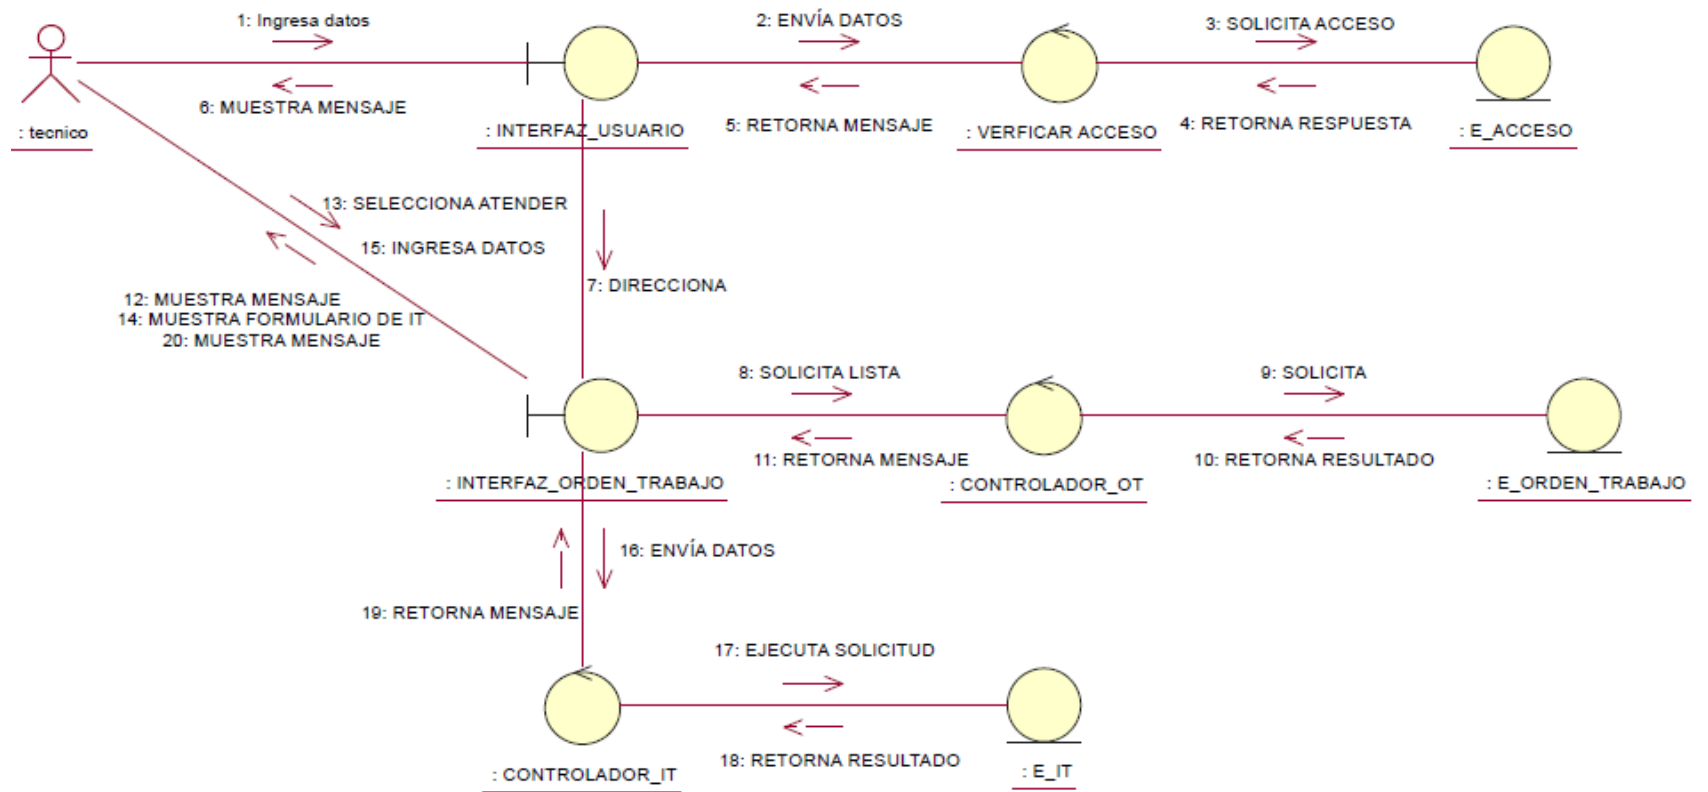 1: Ingresa datos
2: ENVÍA DATOS
3: SOLICITA ACCESO
6: MUESTRA MENSAJE
5: RETORNA MENSAJE
4: RETORNA RESPUESTA
: tecnico
: INTERFAZ_USUARIO
: VERFICAR ACCESO
: E_ACCESO
13: SELECCIONA ATENDER
15: INGRESA DATOS
7: DIRECCIONA
12: MUESTRA MENSAJE
14: MUESTRA FORMULARIO DE IT
20: MUESTRA MENSAJE
8: SOLICITA LISTA
9: SOLICITA
11: RETORNA MENSAJE
10: RETORNA RESULTADO
: INTERFAZ_ORDEN_TRABAJO
: CONTROLADOR_OT
: E_ORDEN_TRABAJO
16: ENVÍA DATOS
19: RETORNA MENSAJE
17: EJECUTA SOLICITUD
18: RETORNA RESULTADO
: CONTROLADOR_IT
: E_IT